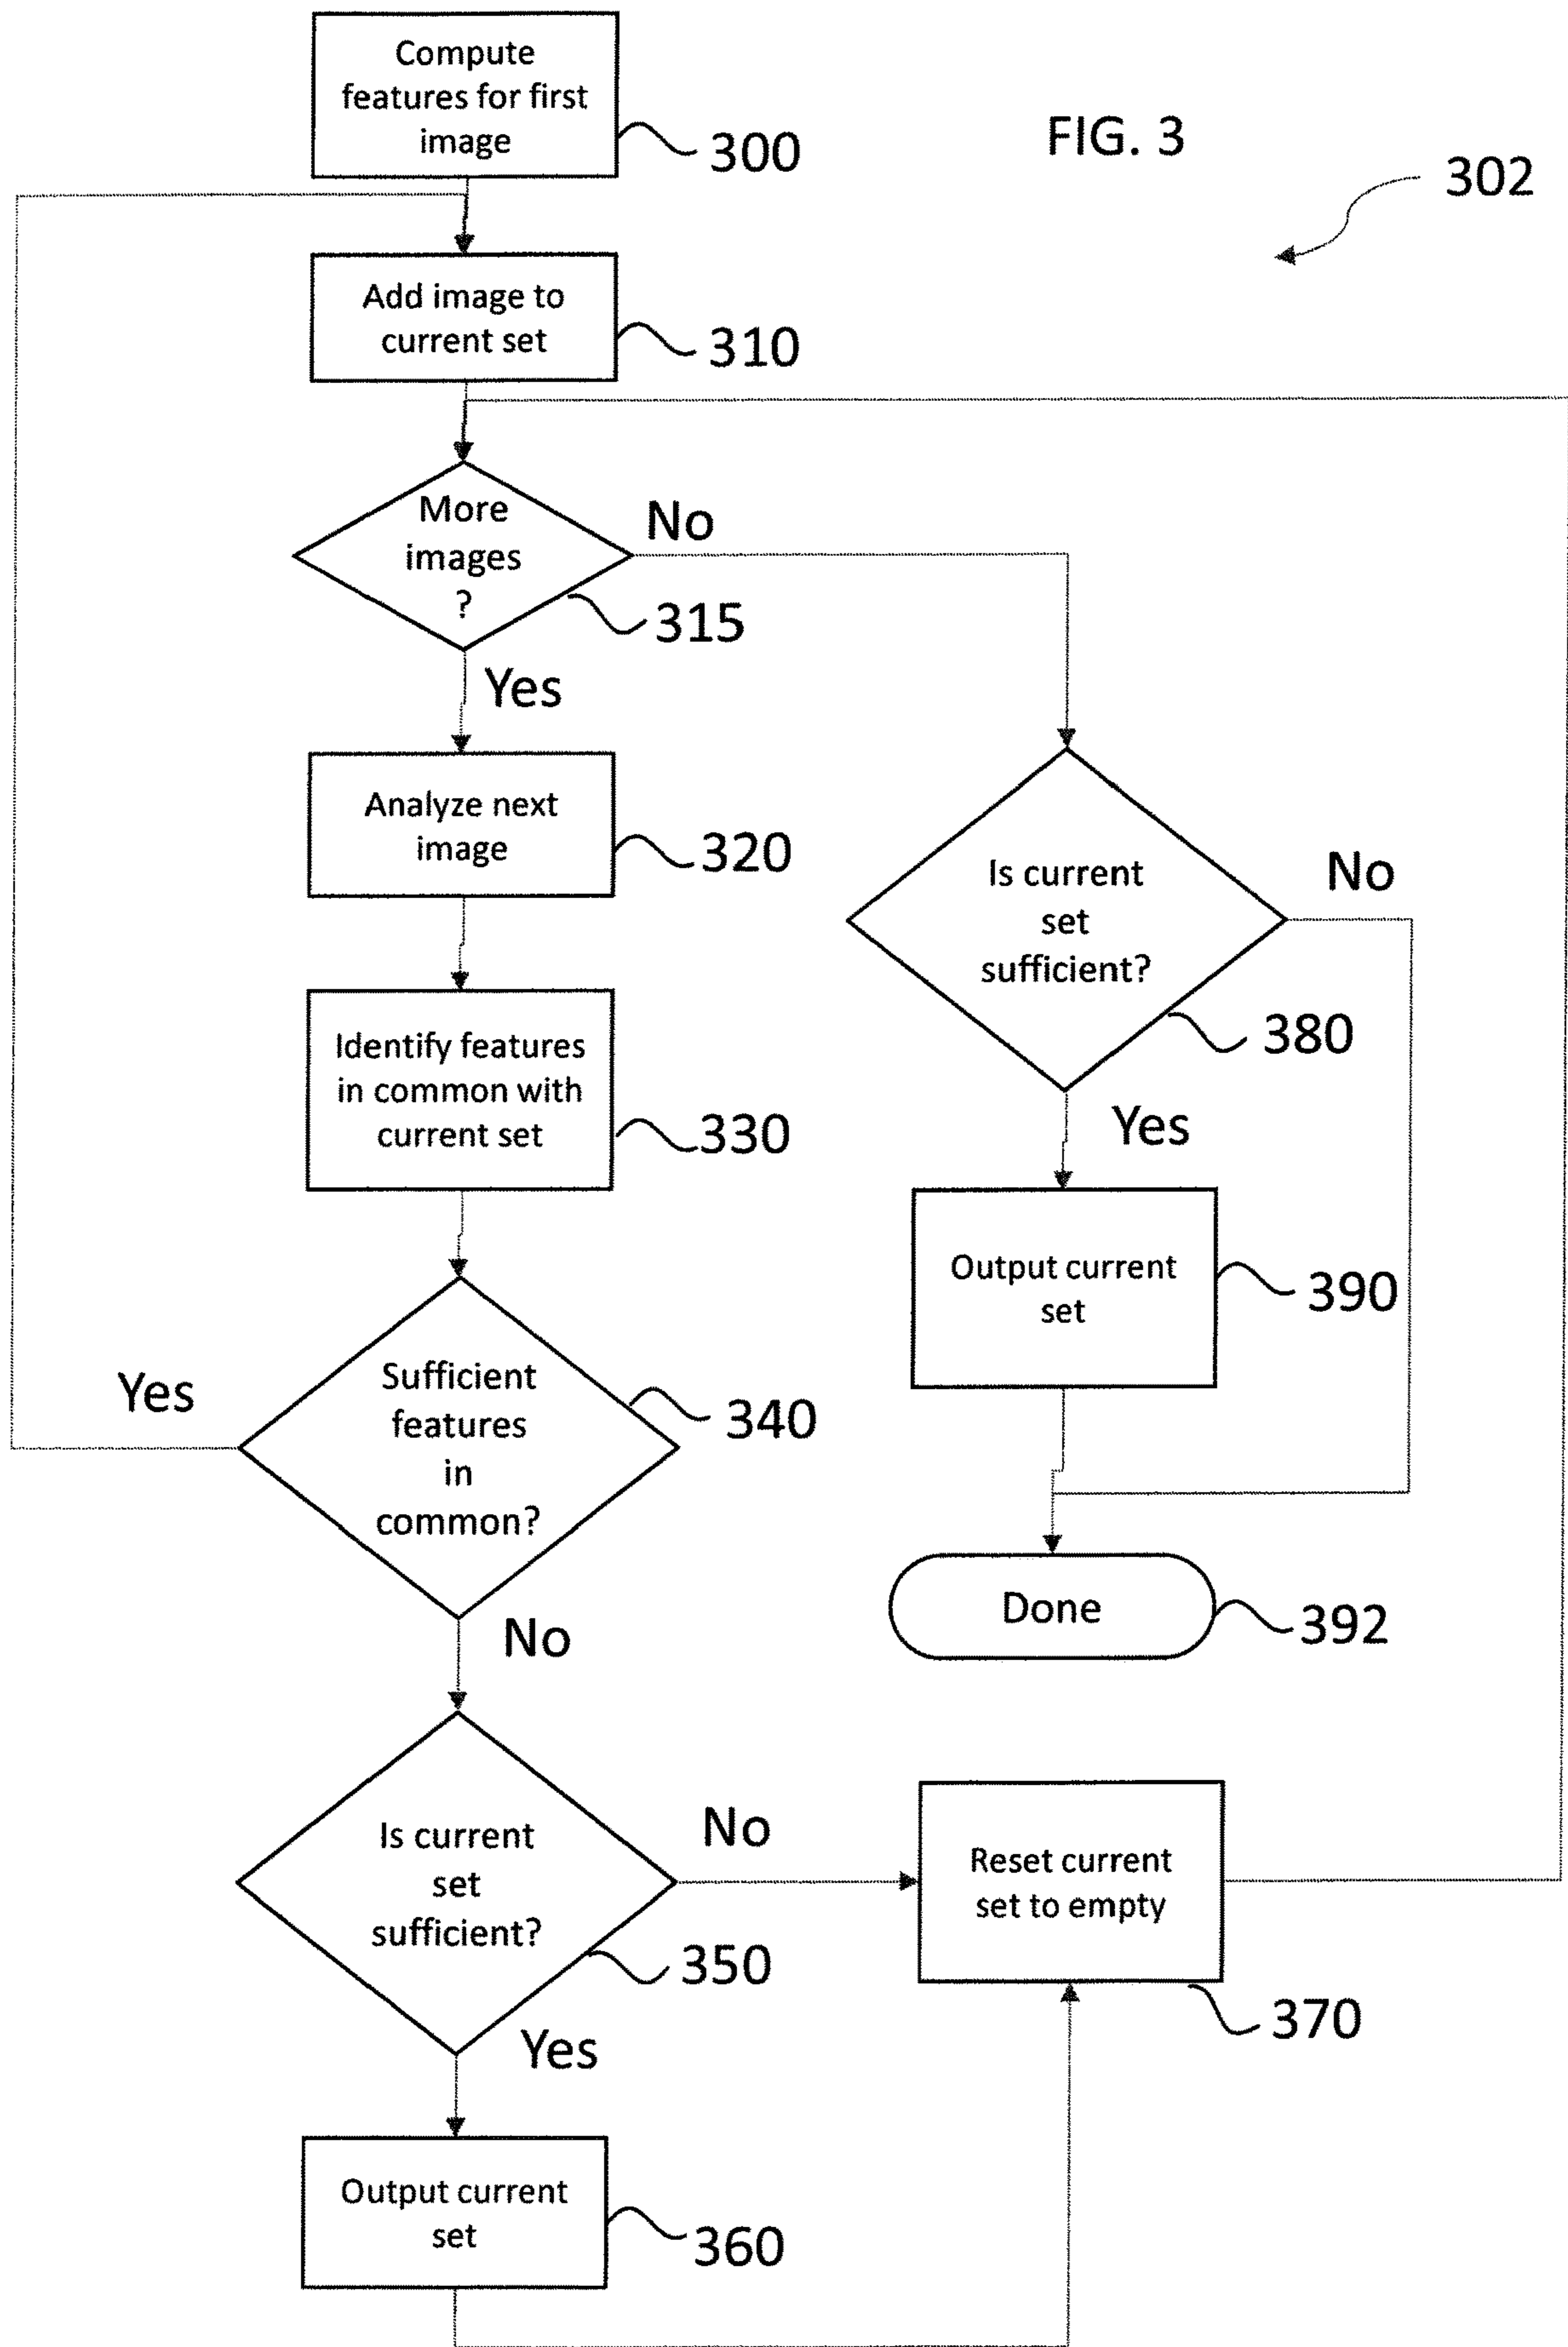 Compute
features for first
image
300
FIG. 3
302
Add image to
current set
310
More
images
?
No
315
Yes
Analyze next
image
320
Is current
set
sufficient?
No
380
Identify features
in common with
current set
330
Yes
Output current
set
390
Sufficient
features
in
common?
Yes
340
Done
392
No
Is current
set
sufficient?
No
350
Reset current
set to empty
370
Yes
Output current
set
360